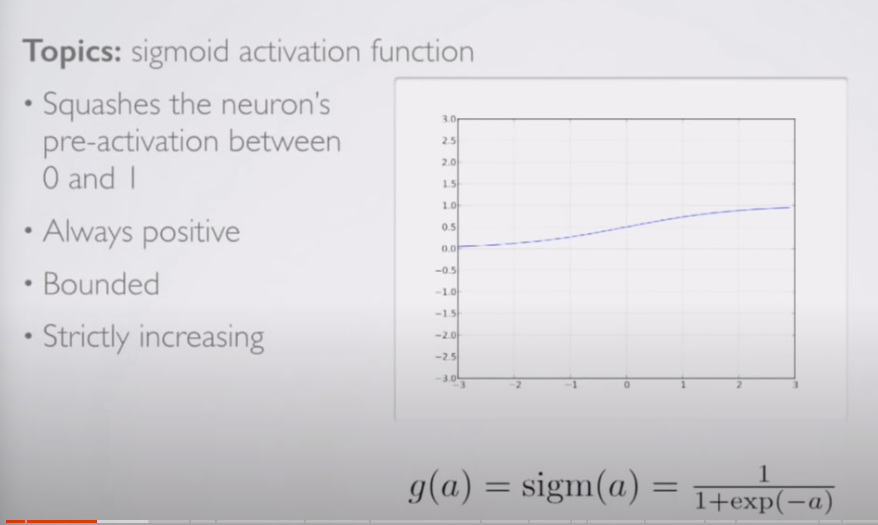 Topics: sigmoid activation function
• Squashes the neuron's
pre-activation between
0 and 1
• Always positive
• Bounded
• Strictly increasing
3.0
2.5
2.0
1.5
1.0
0.5
0.0
−0.5
−1.0
−1.5
−2.0
−2.5
−3.0
−3 −2 −1 0 1 2 3
g(a) = sigm(a) = 1/(1+exp(−a))